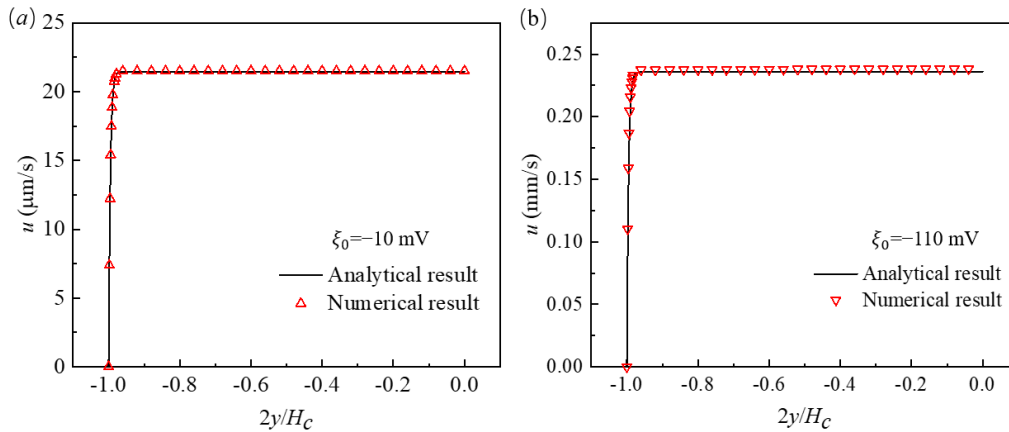 (a)
25
20
15
10
5
0
u (μm/s)
ξ₀=−10 mV
Analytical result
Numerical result
-1.0 -0.8 -0.6 -0.4 -0.2 0.0
2y/H_C
(b)
0.25
0.20
0.15
0.10
0.05
0.00
u (mm/s)
ξ₀=−110 mV
Analytical result
Numerical result
-1.0 -0.8 -0.6 -0.4 -0.2 0.0
2y/H_C